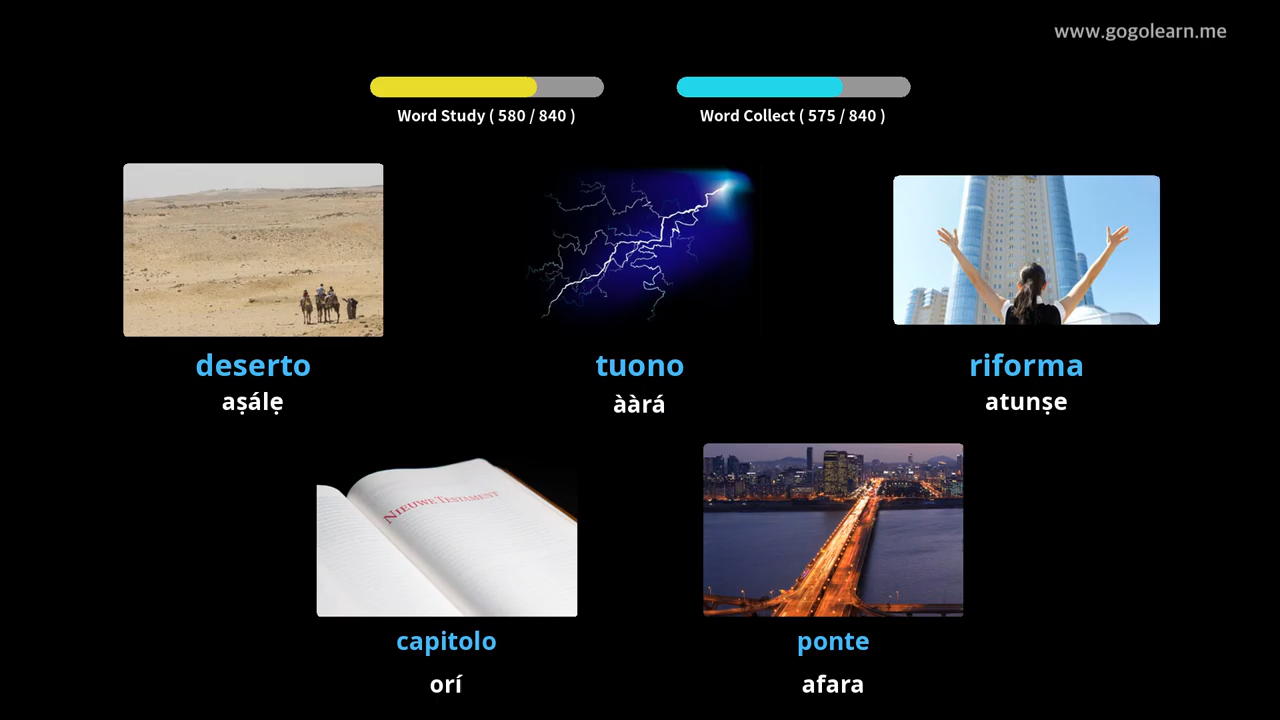 www.gogolearn.me
Word Study ( 580 / 840 )
Word Collect ( 575 / 840 )
deserto
aṣálẹ
tuono
ààrá
riforma
atunṣe
NIEUWE TESTAMENT
capitolo
orí
ponte
afara